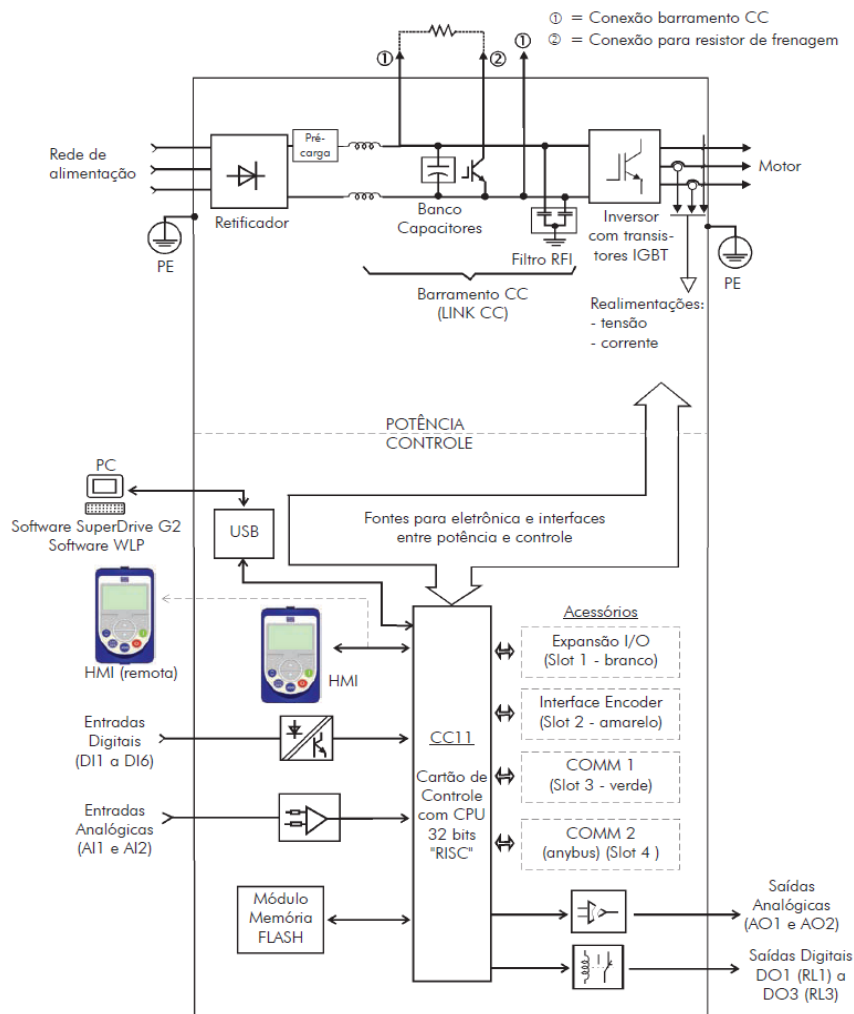 ① = Conexão barramento CC
② = Conexão para resistor de frenagem
①
②
①
Rede de
alimentação
Pré-
carga
Retificador
Banco
Capacitores
Filtro RFI
Inversor
com transis-
tores IGBT
Motor
PE
PE
Barramento CC
(LINK CC)
Realimentações:
- tensão
- corrente
POTÊNCIA
CONTROLE
PC
Software SuperDrive G2
Software WLP
USB
Fontes para eletrônica e interfaces
entre potência e controle
HMI (remota)
HMI
Acessórios
Expansão I/O
(Slot 1 - branco)
Interface Encoder
(Slot 2 - amarelo)
COMM 1
(Slot 3 - verde)
COMM 2
(anybus) (Slot 4 )
Entradas
Digitais
(DI1 a DI6)
Entradas
Analógicas
(AI1 e AI2)
CC11
Cartão de
Controle
com CPU
32 bits
"RISC"
Módulo
Memória
FLASH
Saídas
Analógicas
(AO1 e AO2)
Saídas Digitais
DO1 (RL1) a
DO3 (RL3)